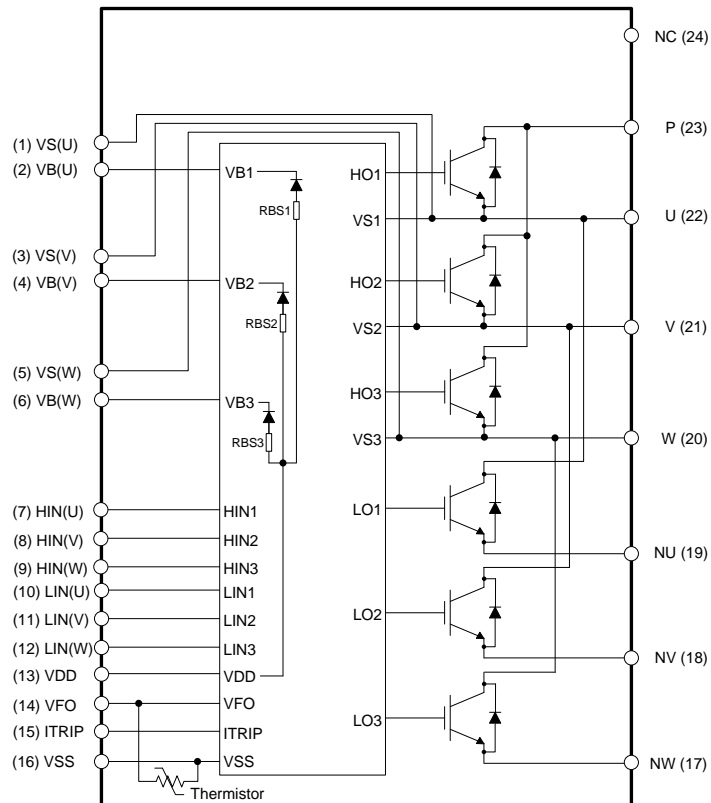 NC (24)
P (23)
(1) VS(U)
(2) VB(U)
VB1
HO1
RBS1
VS1
U (22)
(3) VS(V)
(4) VB(V)
VB2
HO2
RBS2
VS2
V (21)
(5) VS(W)
(6) VB(W)
VB3
HO3
RBS3
VS3
W (20)
(7) HIN(U)
HIN1
LO1
(8) HIN(V)
HIN2
(9) HIN(W)
HIN3
NU (19)
(10) LIN(U)
LIN1
(11) LIN(V)
LIN2
LO2
(12) LIN(W)
LIN3
NV (18)
(13) VDD
VDD
(14) VFO
VFO
LO3
(15) ITRIP
ITRIP
(16) VSS
VSS
NW (17)
Thermistor